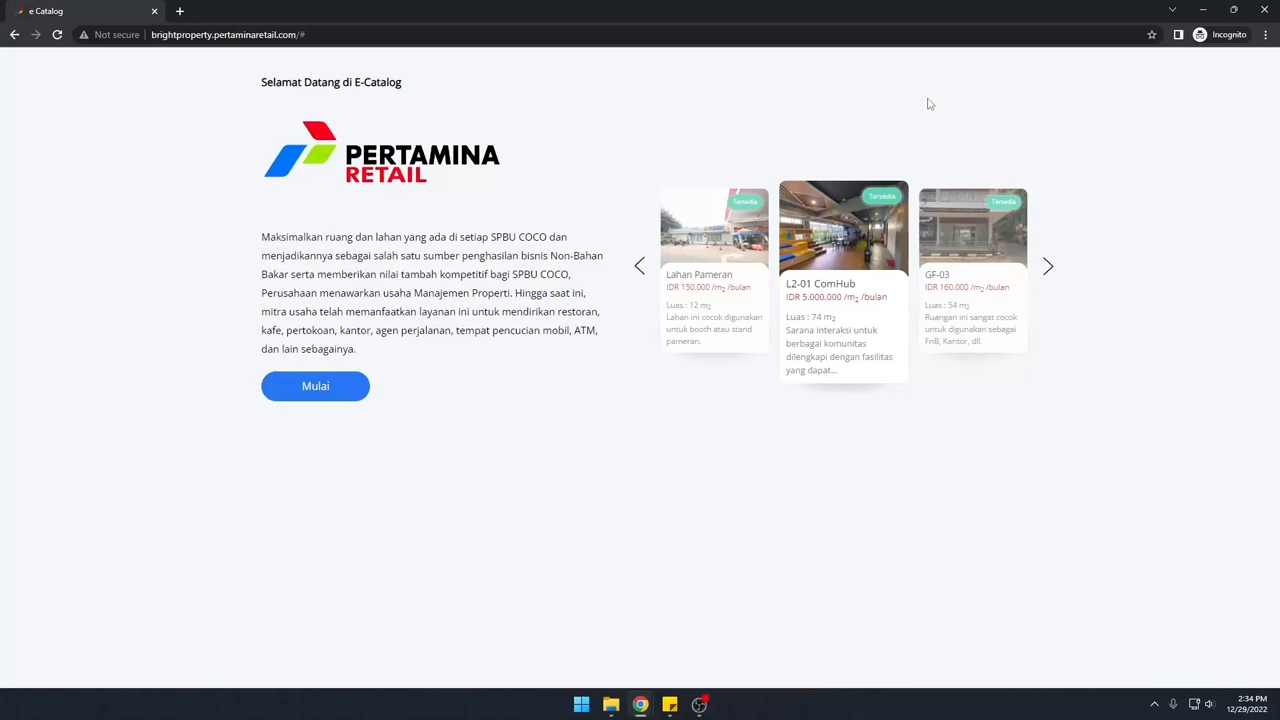 e Catalog
Not secure
brightproperty.pertaminaretail.com/#
Incognito
Selamat Datang di E-Catalog
PERTAMINA
RETAIL
Maksimalkan ruang dan lahan yang ada di setiap SPBU COCO dan
menjadikannya sebagai salah satu sumber penghasilan bisnis Non-Bahan
Bakar serta memberikan nilai tambah kompetitif bagi SPBU COCO,
Perusahaan menawarkan usaha Manajemen Properti. Hingga saat ini,
mitra usaha telah memanfaatkan layanan ini untuk mendirikan restoran,
kafe, pertokoan, kantor, agen perjalanan, tempat pencucian mobil, ATM,
dan lain sebagainya.
Mulai
Tersedia
Lahan Pameran
IDR 150.000 /m2 /bulan
Luas : 12 m2
Lahan ini cocok digunakan
untuk booth atau stand
pameran.
Tersedia
L2-01 ComHub
IDR 5.000.000 /m2 /bulan
Luas : 74 m2
Sarana interaksi untuk
berbagai komunitas
dilengkapi dengan fasilitas
yang dapat...
Tersedia
GF-03
IDR 160.000 /m2 /bulan
Luas : 54 m2
Ruangan ini sangat cocok
untuk digunakan sebagai
FnB, Kantor, dll.
2:34 PM
12/29/2022